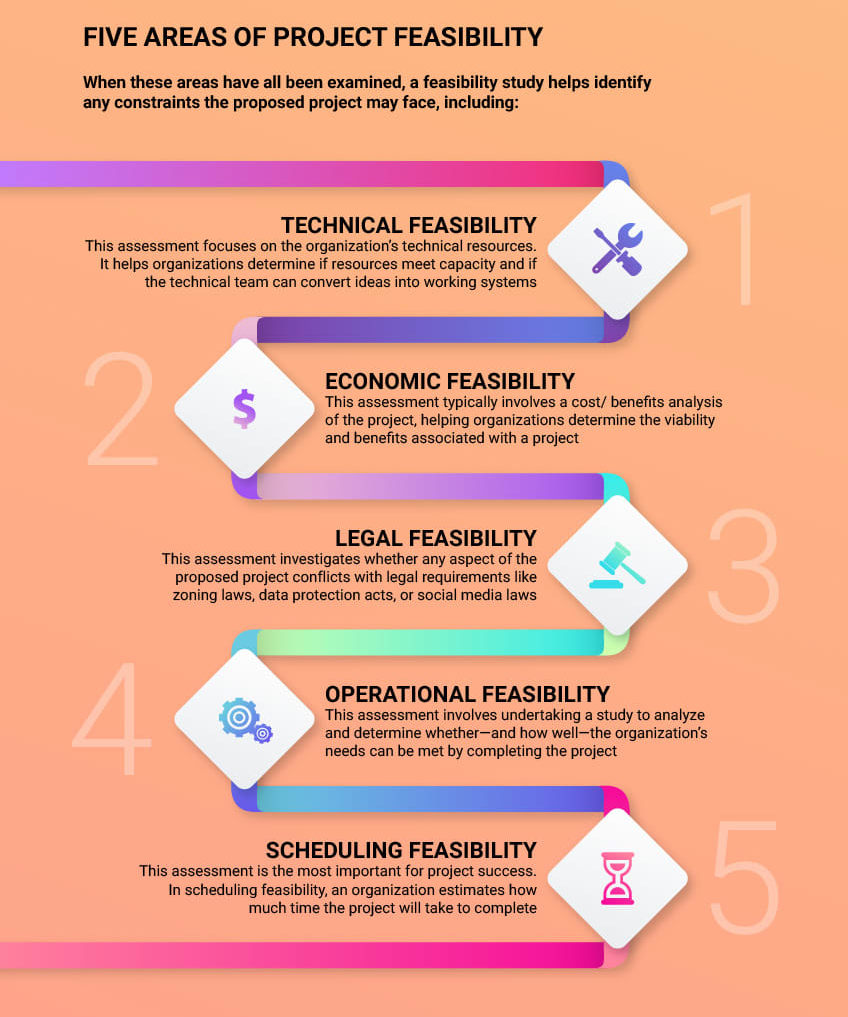 FIVE AREAS OF PROJECT FEASIBILITY
When these areas have all been examined, a feasibility study helps identify
any constraints the proposed project may face, including:
1
TECHNICAL FEASIBILITY
This assessment focuses on the organization’s technical resources.
It helps organizations determine if resources meet capacity and if
the technical team can convert ideas into working systems
2
$
ECONOMIC FEASIBILITY
This assessment typically involves a cost/ benefits analysis
of the project, helping organizations determine the viability
and benefits associated with a project
3
LEGAL FEASIBILITY
This assessment investigates whether any aspect of the
proposed project conflicts with legal requirements like
zoning laws, data protection acts, or social media laws
4
OPERATIONAL FEASIBILITY
This assessment involves undertaking a study to analyze
and determine whether—and how well—the organization’s
needs can be met by completing the project
5
SCHEDULING FEASIBILITY
This assessment is the most important for project success.
In scheduling feasibility, an organization estimates how
much time the project will take to complete